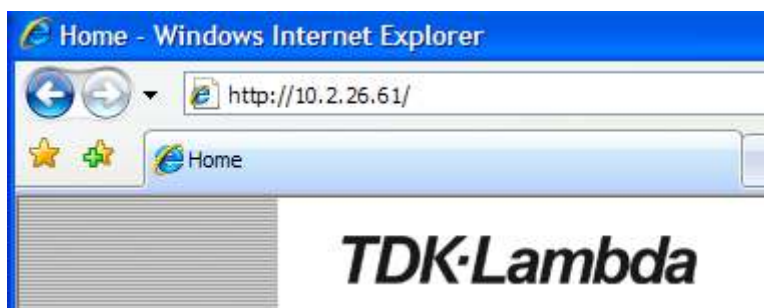 Home - Windows Internet Explorer
http://10.2.26.61/
Home
TDK·Lambda